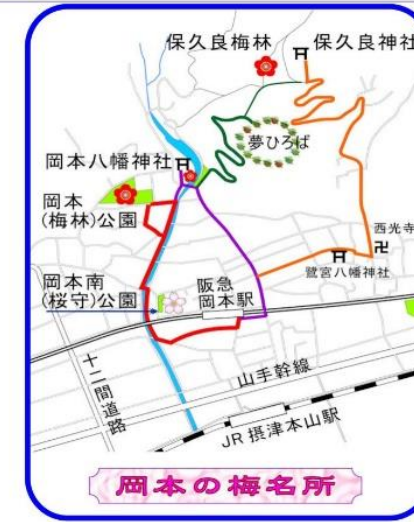 保久良梅林
保久良神社
夢ひろば
岡本八幡神社
岡本
(梅林)公園
西光寺
鷺宮八幡神社
岡本南
(桜守)公園
阪急
岡本駅
十二間道路
山手幹線
JR 摂津本山駅
岡本の梅名所